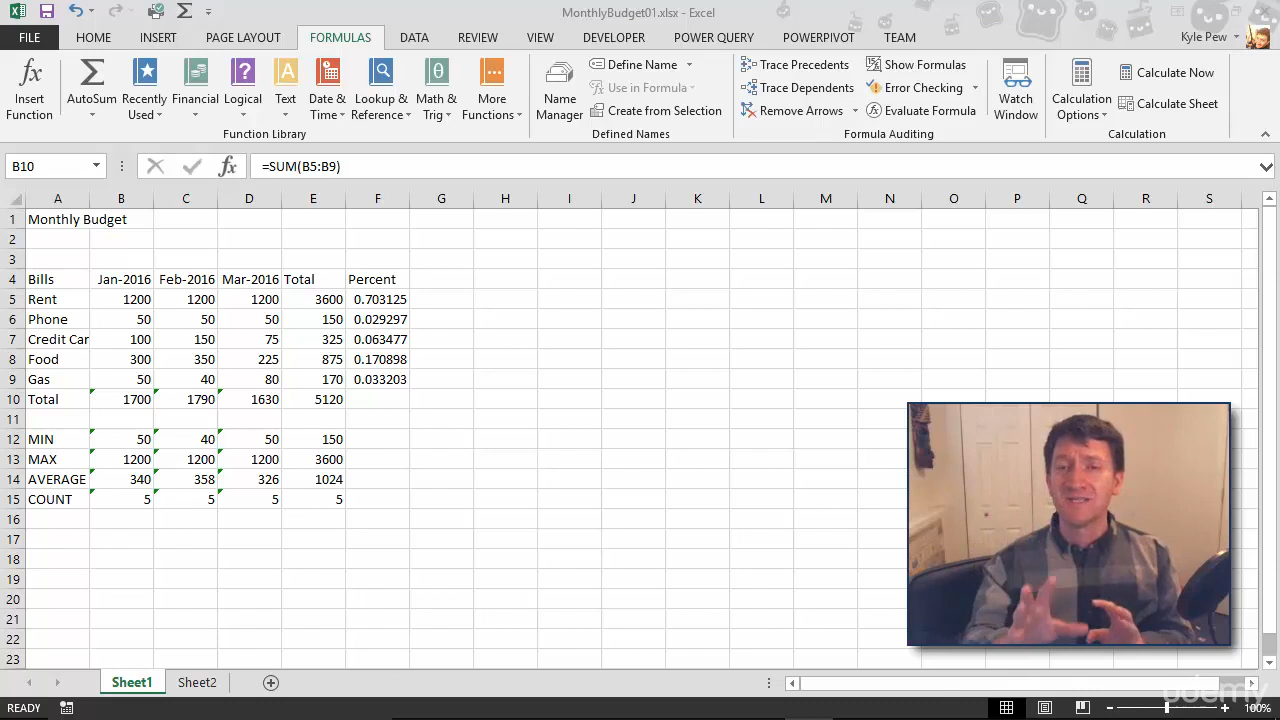 MonthlyBudget01.xlsx - Excel
FILE HOME INSERT PAGE LAYOUT FORMULAS DATA REVIEW VIEW DEVELOPER POWER QUERY POWERPIVOT TEAM Kyle Pew
Insert Function
AutoSum
Recently Used
Financial
Logical
Text
Date & Time
Lookup & Reference
Math & Trig
More Functions
Function Library
Name Manager
Define Name
Use in Formula
Create from Selection
Defined Names
Trace Precedents
Trace Dependents
Remove Arrows
Show Formulas
Error Checking
Evaluate Formula
Formula Auditing
Watch Window
Calculation Options
Calculate Now
Calculate Sheet
Calculation
B10 fx =SUM(B5:B9)
A B C D E F G H I J K L M N O P Q R S
1 Monthly Budget
2
3
4 Bills Jan-2016 Feb-2016 Mar-2016 Total Percent
5 Rent 1200 1200 1200 3600 0.703125
6 Phone 50 50 50 150 0.029297
7 Credit Car 100 150 75 325 0.063477
8 Food 300 350 225 875 0.170898
9 Gas 50 40 80 170 0.033203
10 Total 1700 1790 1630 5120
11
12 MIN 50 40 50 150
13 MAX 1200 1200 1200 3600
14 AVERAGE 340 358 326 1024
15 COUNT 5 5 5 5
16
17
18
19
20
21
22
23
Sheet1 Sheet2
udemy
READY 100%